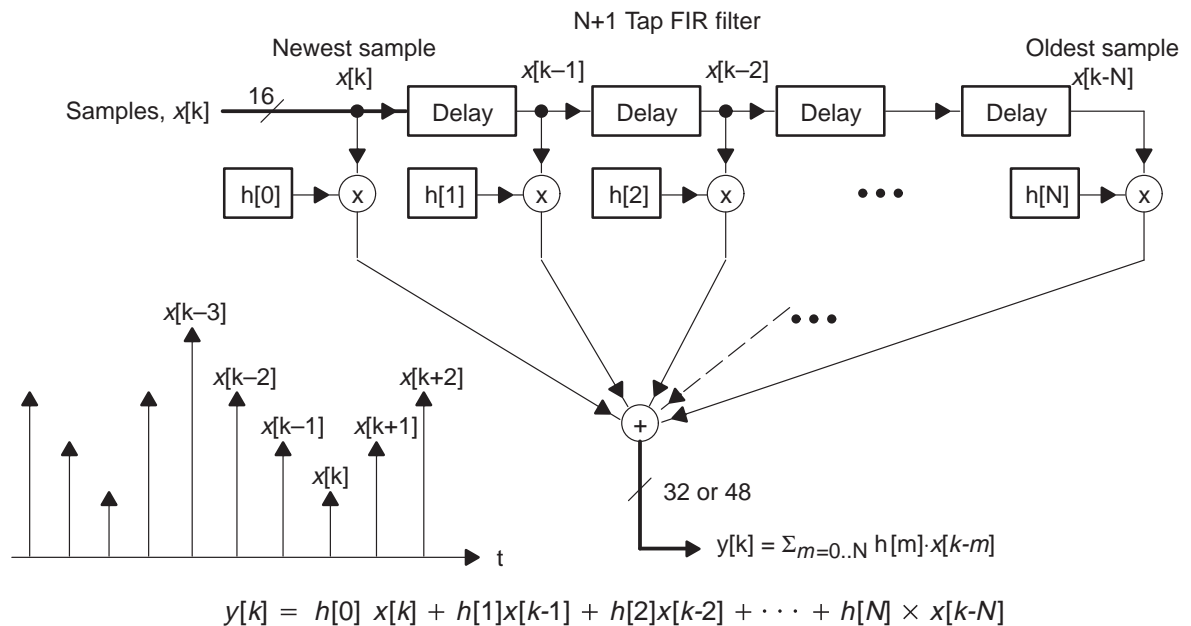 N+1 Tap FIR filter
Newest sample
Oldest sample
x[k]
x[k–1]
x[k–2]
x[k-N]
Samples, x[k]
16
Delay
Delay
Delay
Delay
h[0]
x
h[1]
x
h[2]
x
•••
h[N]
x
•••
x[k–3]
x[k–2]
x[k+2]
x[k–1]
x[k+1]
x[k]
t
+
32 or 48
y[k] = Σm=0..N h[m]·x[k-m]
y[k] = h[0] x[k] + h[1]x[k-1] + h[2]x[k-2] + · · · + h[N] × x[k-N]